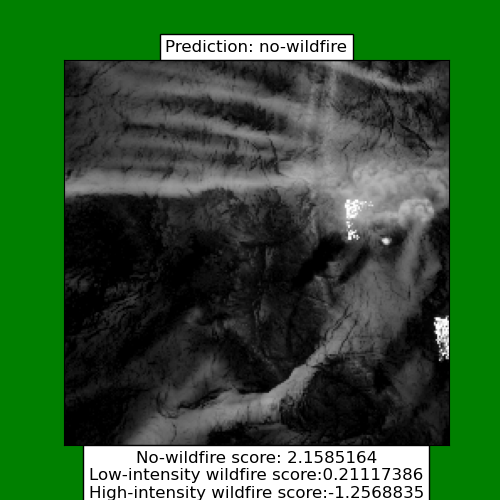 Prediction: no-wildfire
No-wildfire score: 2.1585164
Low-intensity wildfire score:0.21117386
High-intensity wildfire score:-1.2568835